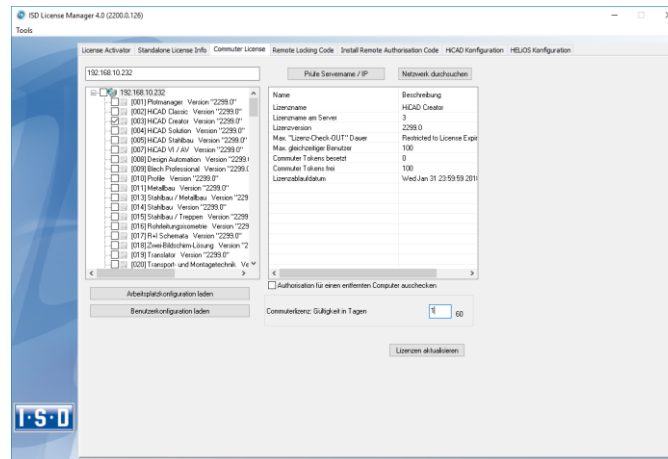 ISD License Manager 4.0 (2200.0.126)
Tools
License Activator Standalone License Info Commuter License Remote Locking Code Install Remote Authorisation Code HiCAD Konfiguration HELiOS Konfiguration
192.168.10.232
Prüfe Servername / IP
Netzwerk durchsuchen
192.168.10.232
[001] Plotmanager Version "2299.0"
[002] HiCAD Classic Version "2299.0"
[003] HiCAD Creator Version "2299.0"
[004] HiCAD Solution Version "2299.0"
[005] HiCAD Stahlbau Version "2299.0"
[007] HiCAD VI / AV Version "2299.0"
[008] Design Automation Version "2299.(
[009] Blech Professional Version "2299.(
[010] Profile Version "2299.0"
[011] Metallbau Version "2299.0"
[013] Stahlbau / Metallbau Version "229
[014] Stahlbau Version "2299.0"
[015] Stahlbau / Treppen Version "2299
[016] Rohrleitungsisometrie Version "229
[017] R+I Schemata Version "2299.0"
[018] Zwei-Bildschirm-Lösung Version "2
[019] Translator Version "2299.0"
[020] Transport- und Montagetechnik Ve
Name Beschreibung
Lizenzname HiCAD Creator
Lizenzname am Server 3
Lizenzversion 2299.0
Max. "Lizenz-Check-OUT" Dauer Restricted to License Expir
Max. gleichzeitiger Benutzer 100
Commuter Tokens besetzt 0
Commuter Tokens frei 100
Lizenzablaufdatum Wed Jan 31 23:59:59 201
Arbeitsplatzkonfiguration laden
Benutzerkonfiguration laden
Authorisation für einen entfernten Computer auschecken
Commuterlizenz: Gültigkeit in Tagen 1 60
Lizenzen aktualisieren
I·S·D